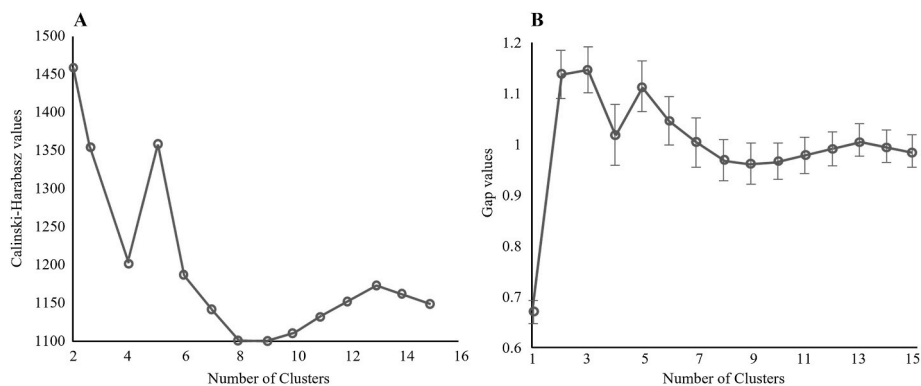 A
1500
1450
1400
1350
1300
1250
1200
1150
1100
2 4 6 8 10 12 14 16
Calinski-Harabasz values
Number of Clusters
B
1.2
1.1
1
0.9
0.8
0.7
0.6
1 3 5 7 9 11 13 15
Gap values
Number of Clusters